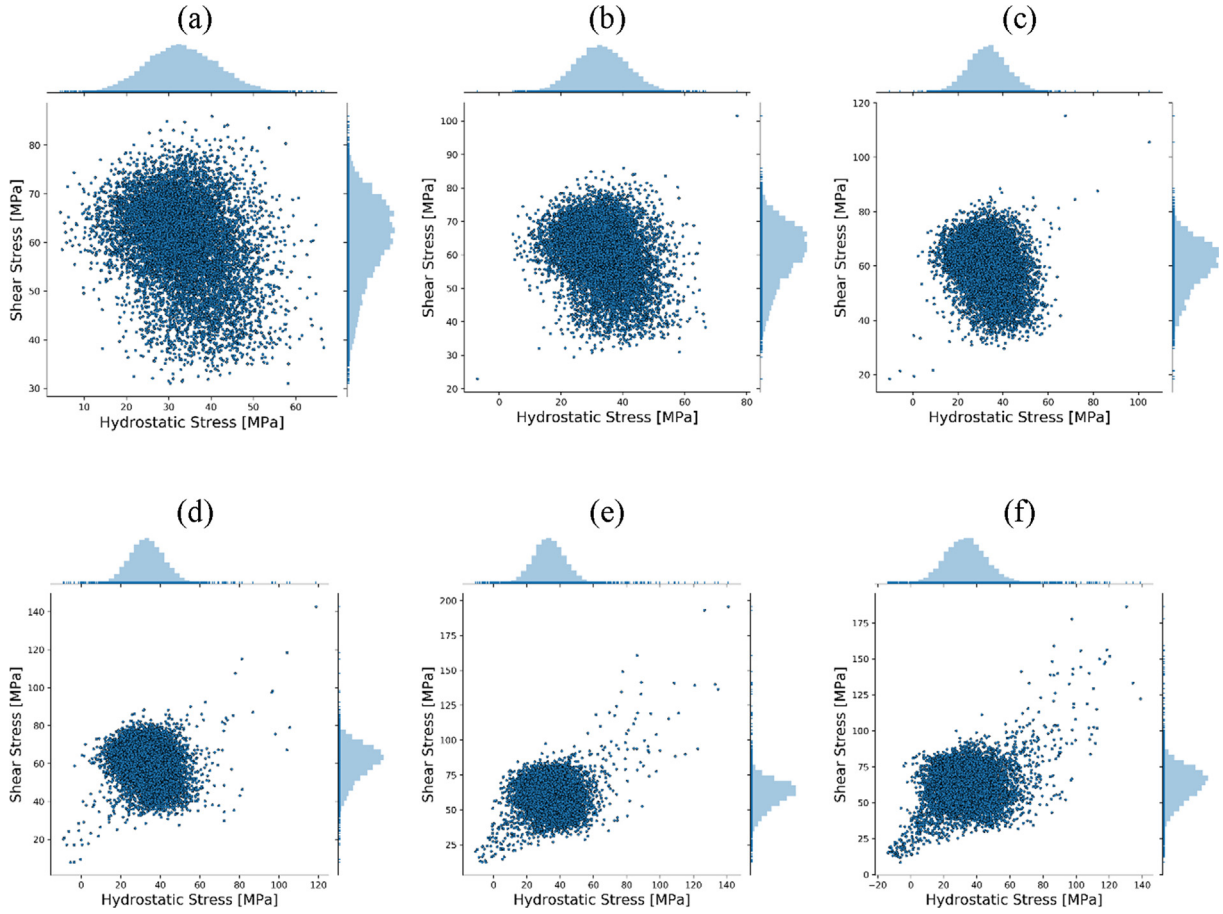 (a) (b) (c)
80
70
60
50
40
30
Shear Stress [MPa]
10 20 30 40 50 60
Hydrostatic Stress [MPa]
100
90
80
70
60
50
40
30
20
Shear Stress [MPa]
0 20 40 60 80
Hydrostatic Stress [MPa]
120
100
80
60
40
20
Shear Stress [MPa]
0 20 40 60 80 100
Hydrostatic Stress [MPa]
(d) (e) (f)
140
120
100
80
60
40
20
Shear Stress [MPa]
0 20 40 60 80 100 120
Hydrostatic Stress [MPa]
200
175
150
125
100
75
50
25
Shear Stress [MPa]
0 20 40 60 80 100 120 140
Hydrostatic Stress [MPa]
175
150
125
100
75
50
25
0
Shear Stress [MPa]
−20 0 20 40 60 80 100 120 140
Hydrostatic Stress [MPa]